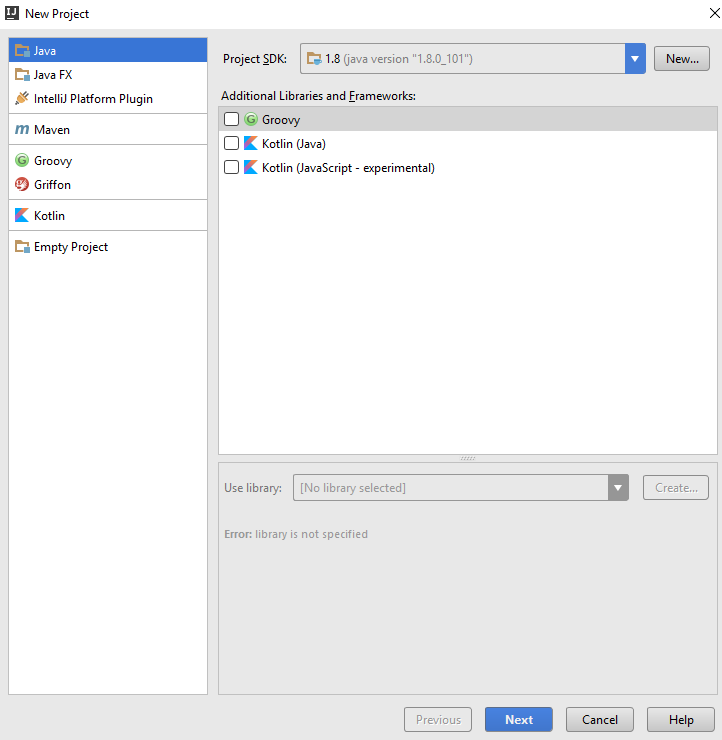 New Project
Java
Java FX
IntelliJ Platform Plugin
Maven
Groovy
Griffon
Kotlin
Empty Project
Project SDK: 1.8 (java version "1.8.0_101") New...
Additional Libraries and Frameworks:
Groovy
Kotlin (Java)
Kotlin (JavaScript - experimental)
Use library: [No library selected] Create...
Error: library is not specified
Previous Next Cancel Help